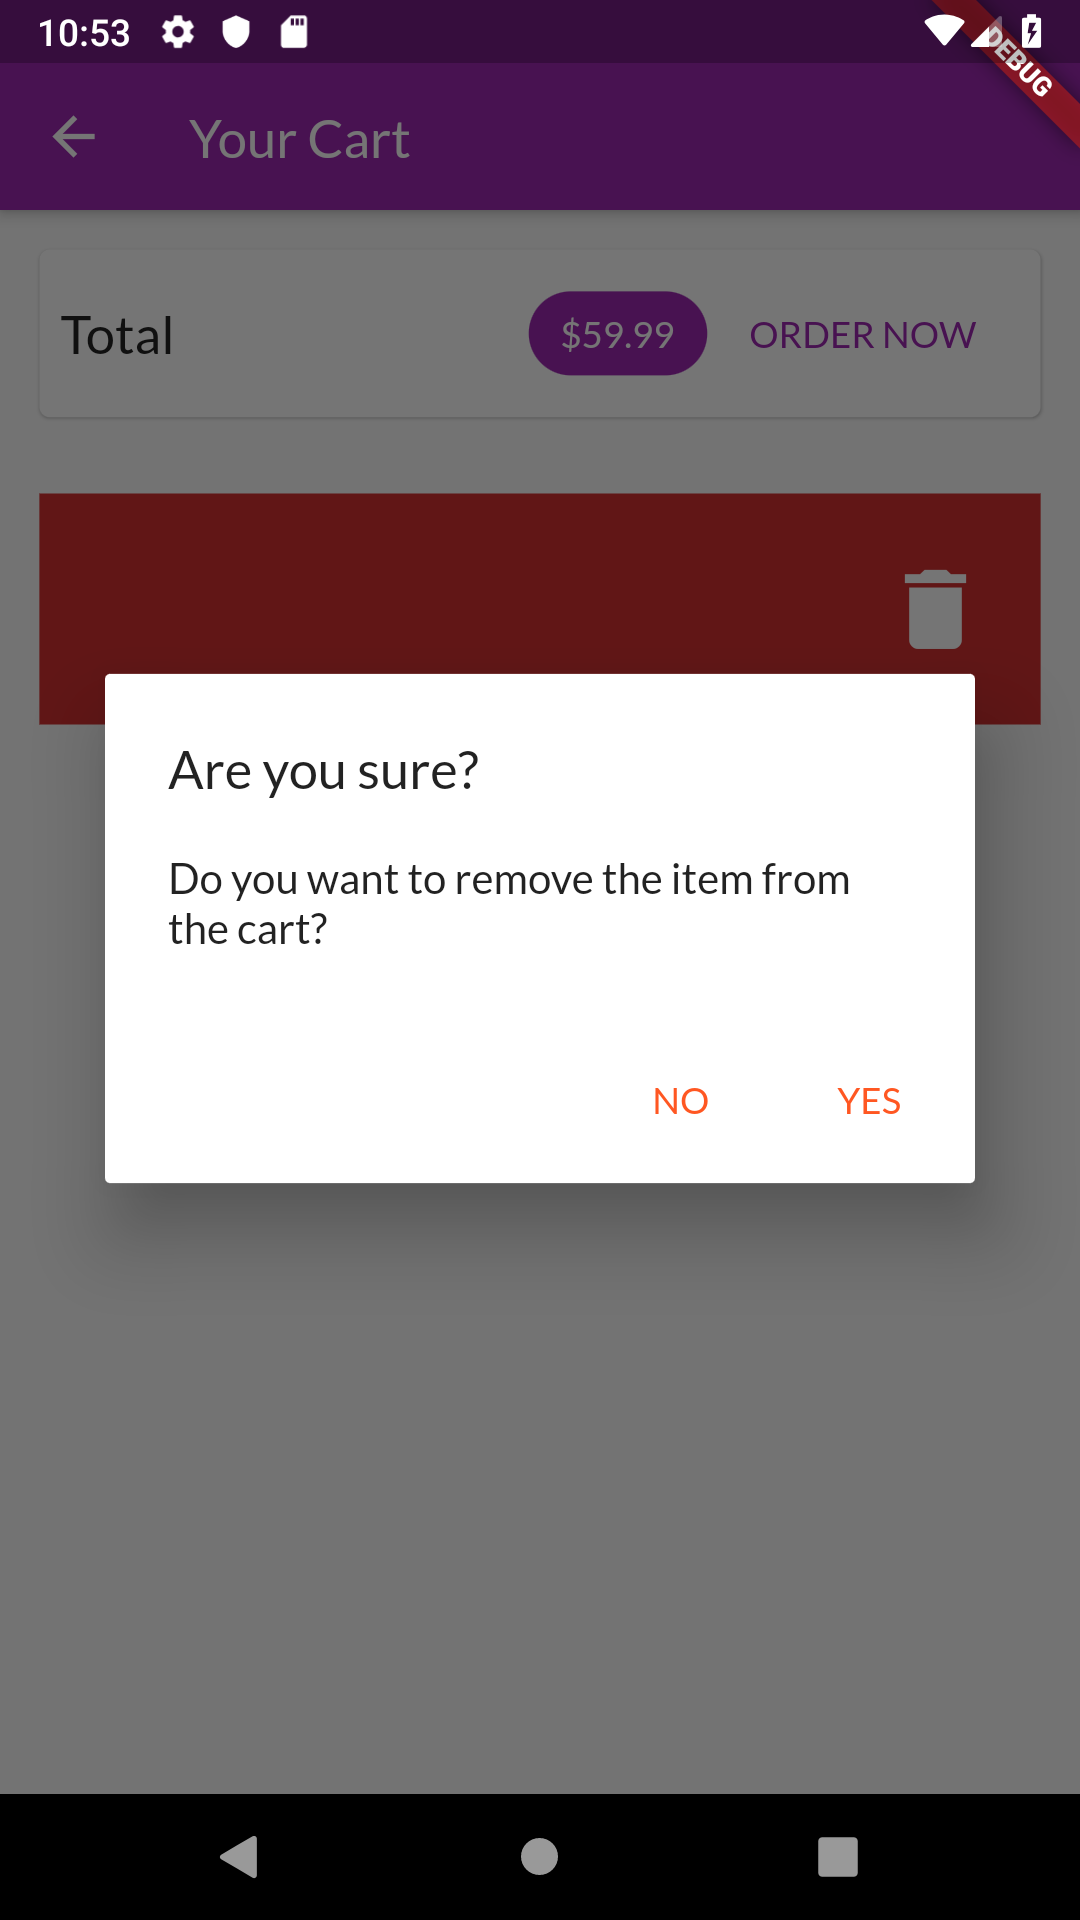 10:53
DEBUG
Your Cart
Total
$59.99
ORDER NOW
Are you sure?
Do you want to remove the item from
the cart?
NO
YES